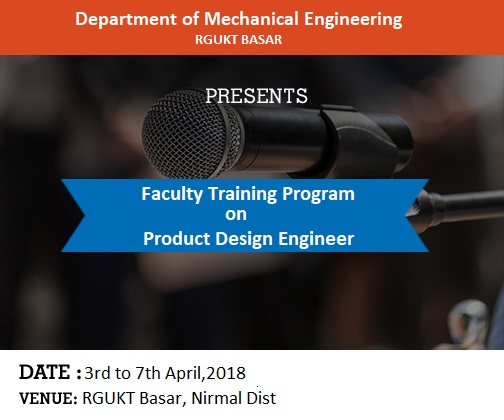 Department of Mechanical Engineering
RGUKT BASAR
PRESENTS
Faculty Training Program
on
Product Design Engineer
DATE : 3rd to 7th April,2018
VENUE: RGUKT Basar, Nirmal Dist